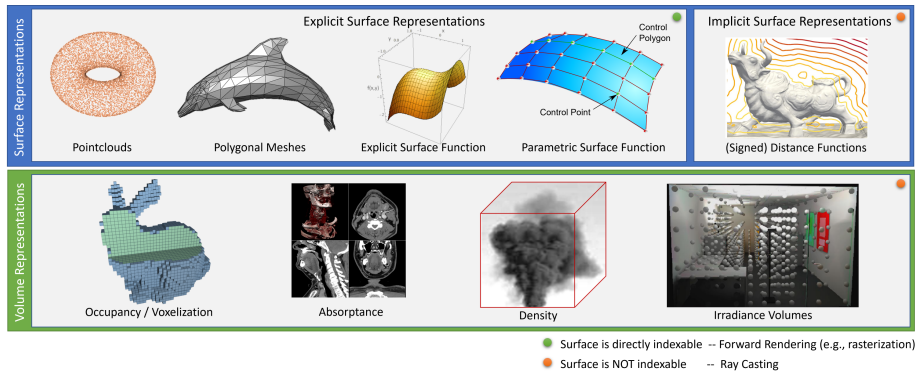 Surface Representations
Explicit Surface Representations
Control
Polygon
Control Point
Pointclouds
Polygonal Meshes
Explicit Surface Function
Parametric Surface Function
Implicit Surface Representations
(Signed) Distance Functions
Volume Representations
Occupancy / Voxelization
Absorptance
Density
Irradiance Volumes
Surface is directly indexable -- Forward Rendering (e.g., rasterization)
Surface is NOT indexable -- Ray Casting